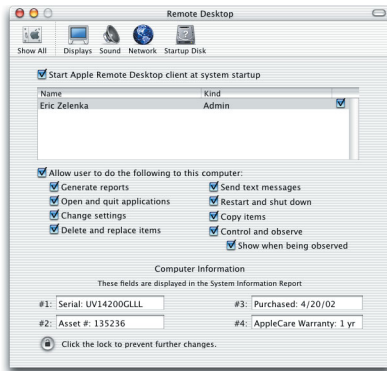 Remote Desktop
Show All Displays Sound Network Startup Disk
Start Apple Remote Desktop client at system startup
Name Kind
Eric Zelenka Admin
Allow user to do the following to this computer:
Generate reports Send text messages
Open and quit applications Restart and shut down
Change settings Copy items
Delete and replace items Control and observe
Show when being observed
Computer Information
These fields are displayed in the System Information Report
#1: Serial: UV14200GLLL #3: Purchased: 4/20/02
#2: Asset #: 135236 #4: AppleCare Warranty: 1 yr
Click the lock to prevent further changes.